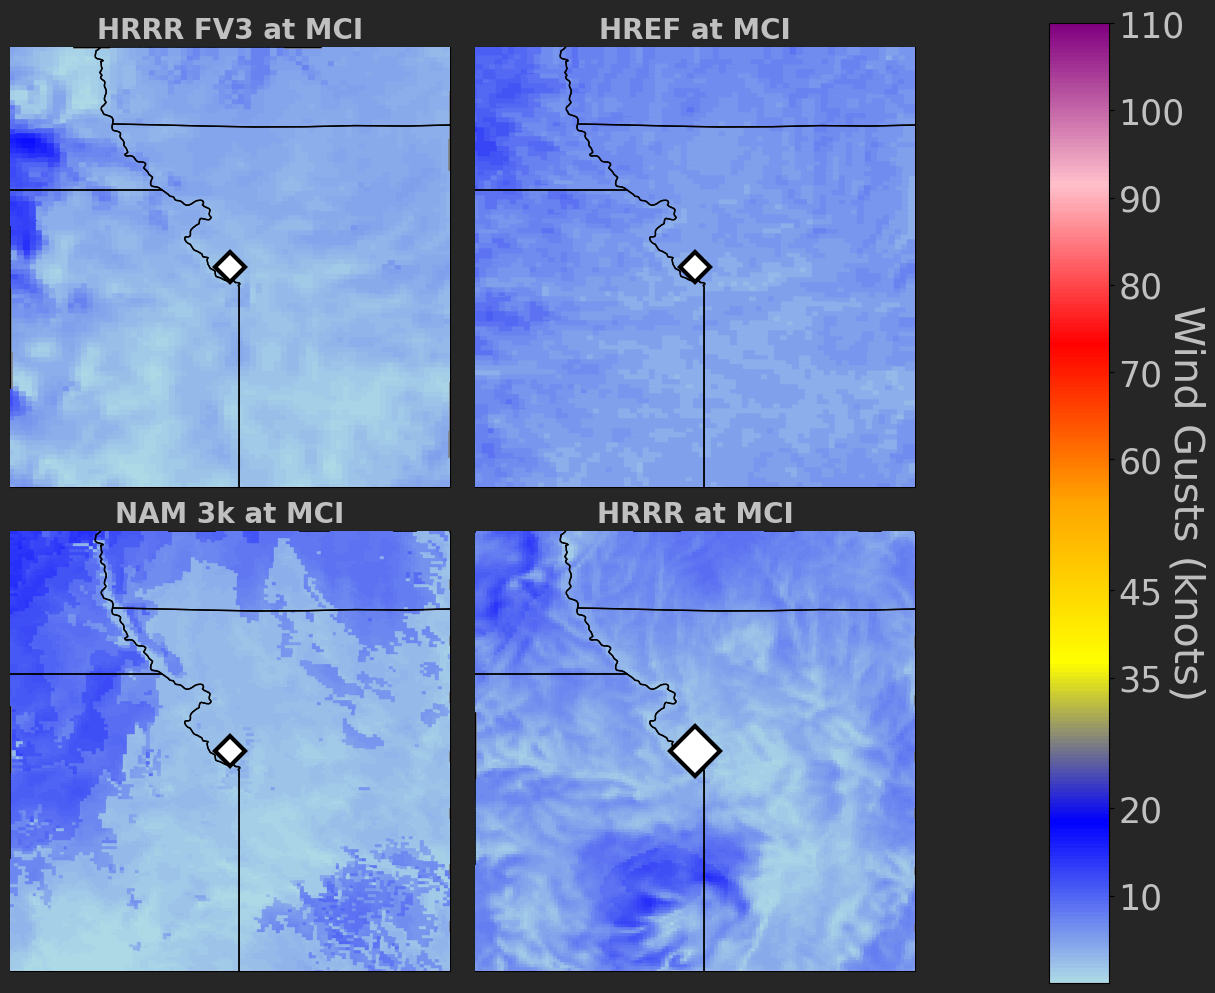 HRRR FV3 at MCI
HREF at MCI
NAM 3k at MCI
HRRR at MCI
110
100
90
80
70
60
45
35
20
10
Wind Gusts (knots)